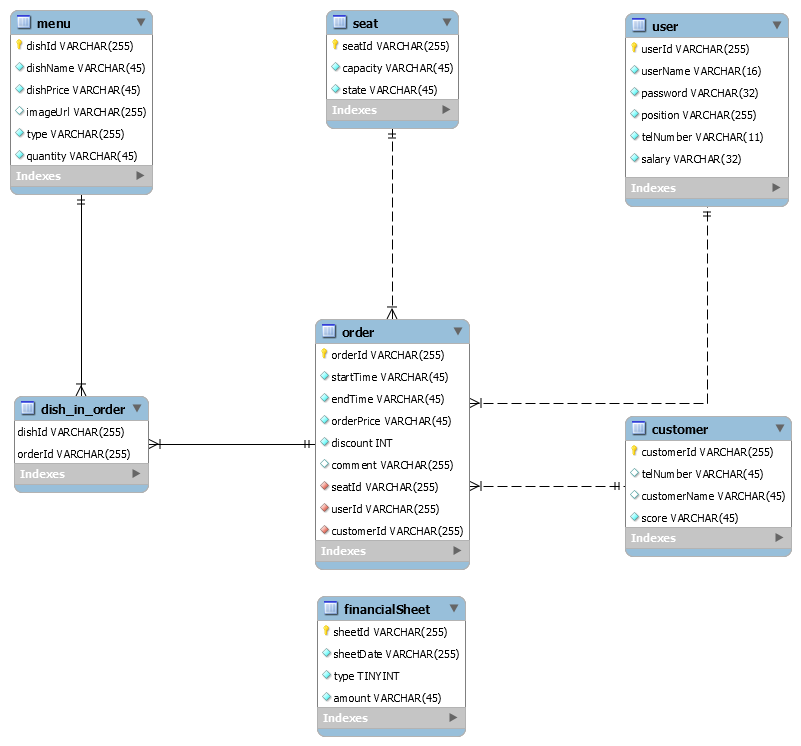 menu
dishId VARCHAR(255)
dishName VARCHAR(45)
dishPrice VARCHAR(45)
imageUrl VARCHAR(255)
type VARCHAR(255)
quantity VARCHAR(45)
Indexes
seat
seatId VARCHAR(255)
capacity VARCHAR(45)
state VARCHAR(45)
Indexes
user
userId VARCHAR(255)
userName VARCHAR(16)
password VARCHAR(32)
position VARCHAR(255)
telNumber VARCHAR(11)
salary VARCHAR(32)
Indexes
order
orderId VARCHAR(255)
startTime VARCHAR(45)
endTime VARCHAR(45)
orderPrice VARCHAR(45)
discount INT
comment VARCHAR(255)
seatId VARCHAR(255)
userId VARCHAR(255)
customerId VARCHAR(255)
Indexes
dish_in_order
dishId VARCHAR(255)
orderId VARCHAR(255)
Indexes
customer
customerId VARCHAR(255)
telNumber VARCHAR(45)
customerName VARCHAR(45)
score VARCHAR(45)
Indexes
financialSheet
sheetId VARCHAR(255)
sheetDate VARCHAR(255)
type TINYINT
amount VARCHAR(45)
Indexes